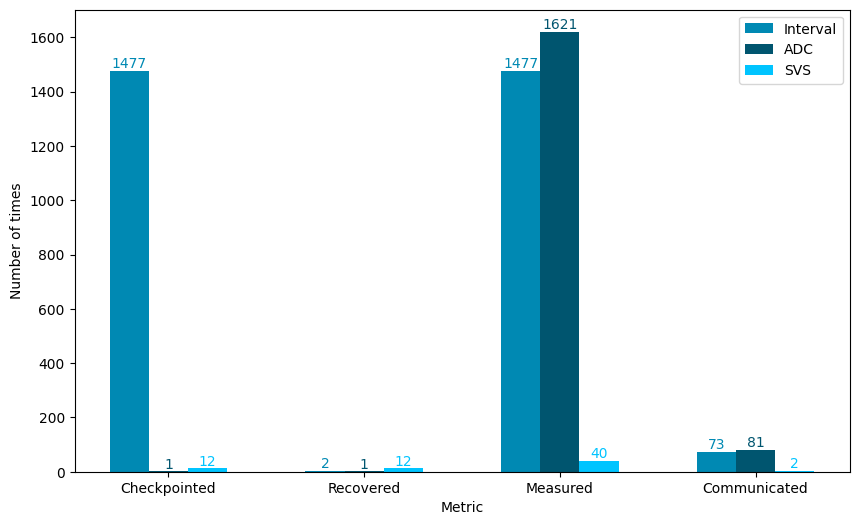 Interval
ADC
SVS
Number of times
1600
1400
1200
1000
800
600
400
200
0
1477
1
12
2
1
12
1477
1621
40
73
81
2
Checkpointed
Recovered
Measured
Communicated
Metric